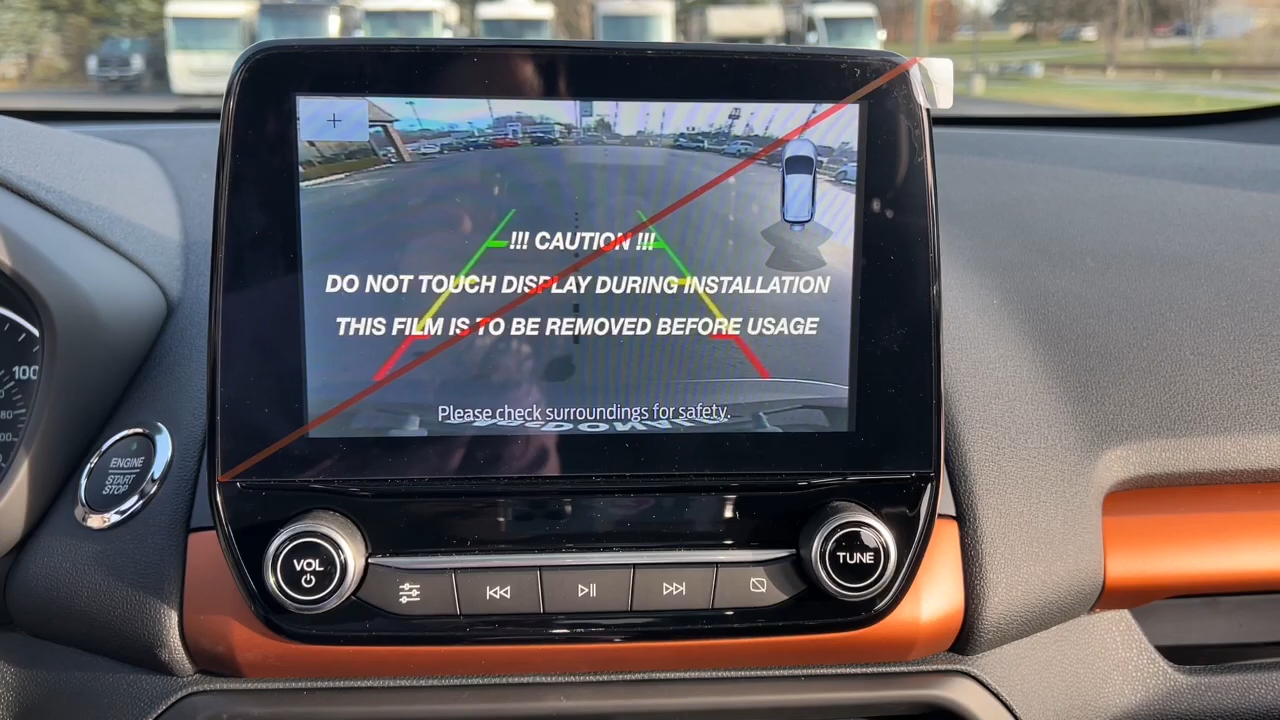 +
!!! CAUTION !!!
DO NOT TOUCH DISPLAY DURING INSTALLATION
THIS FILM IS TO BE REMOVED BEFORE USAGE
Please check surroundings for safety.
100
80
ENGINE
START
STOP
VOL
TUNE